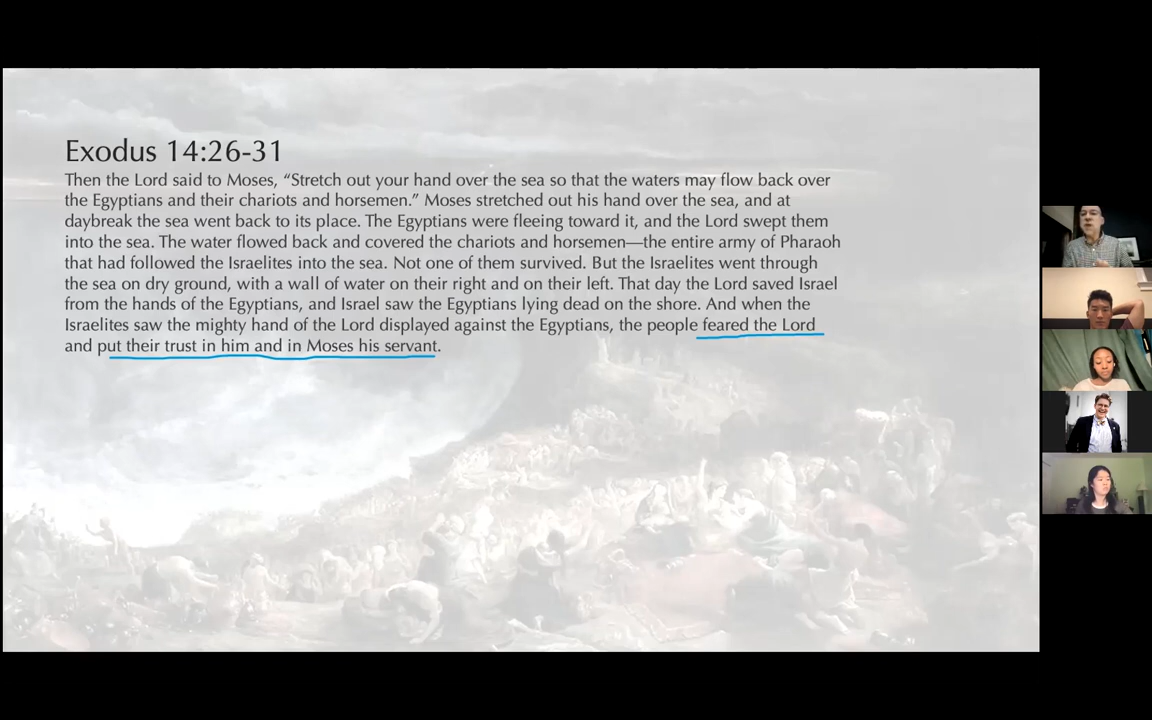 Exodus 14:26-31
Then the Lord said to Moses, “Stretch out your hand over the sea so that the waters may flow back over
the Egyptians and their chariots and horsemen.” Moses stretched out his hand over the sea, and at
daybreak the sea went back to its place. The Egyptians were fleeing toward it, and the Lord swept them
into the sea. The water flowed back and covered the chariots and horsemen—the entire army of Pharaoh
that had followed the Israelites into the sea. Not one of them survived. But the Israelites went through
the sea on dry ground, with a wall of water on their right and on their left. That day the Lord saved Israel
from the hands of the Egyptians, and Israel saw the Egyptians lying dead on the shore. And when the
Israelites saw the mighty hand of the Lord displayed against the Egyptians, the people feared the Lord
and put their trust in him and in Moses his servant.